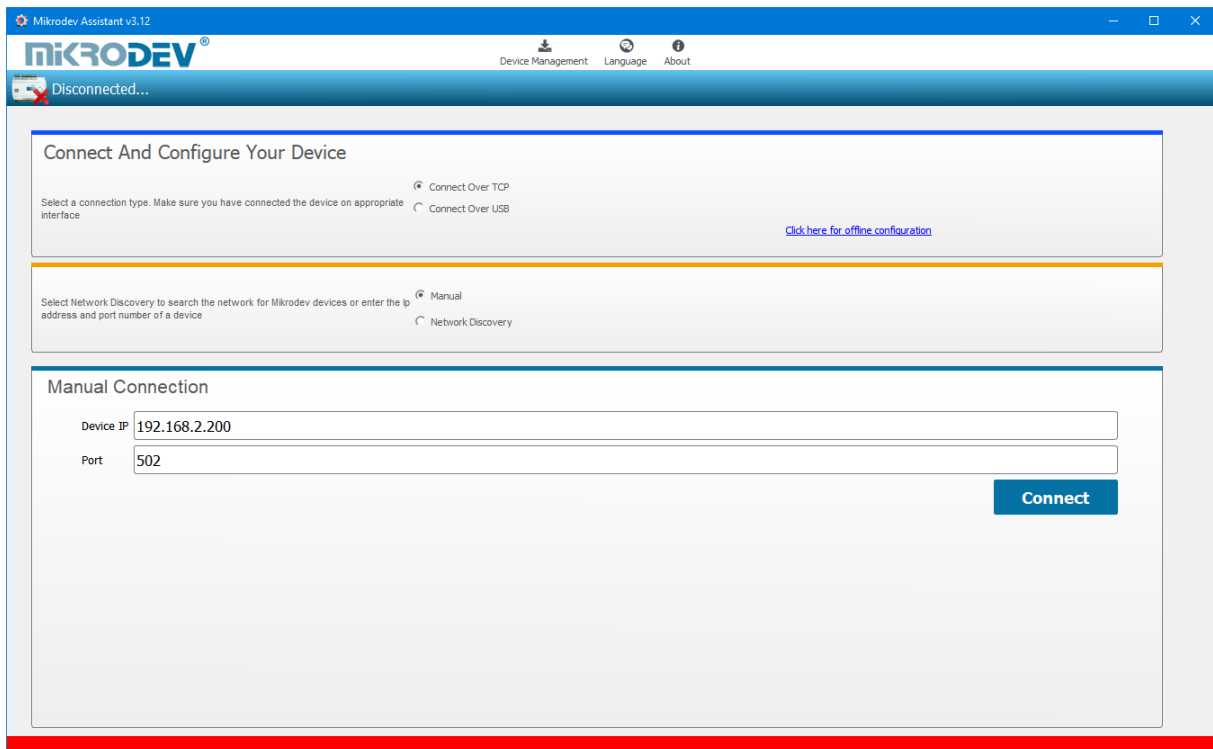 Mikrodev Assistant v3.12
MIKRODEV®
Device Management
Language
About
Disconnected...
Connect And Configure Your Device
Select a connection type. Make sure you have connected the device on appropriate
interface
Connect Over TCP
Connect Over USB
Click here for offline configuration
Select Network Discovery to search the network for Mikrodev devices or enter the Ip
address and port number of a device
Manual
Network Discovery
Manual Connection
Device IP 192.168.2.200
Port 502
Connect